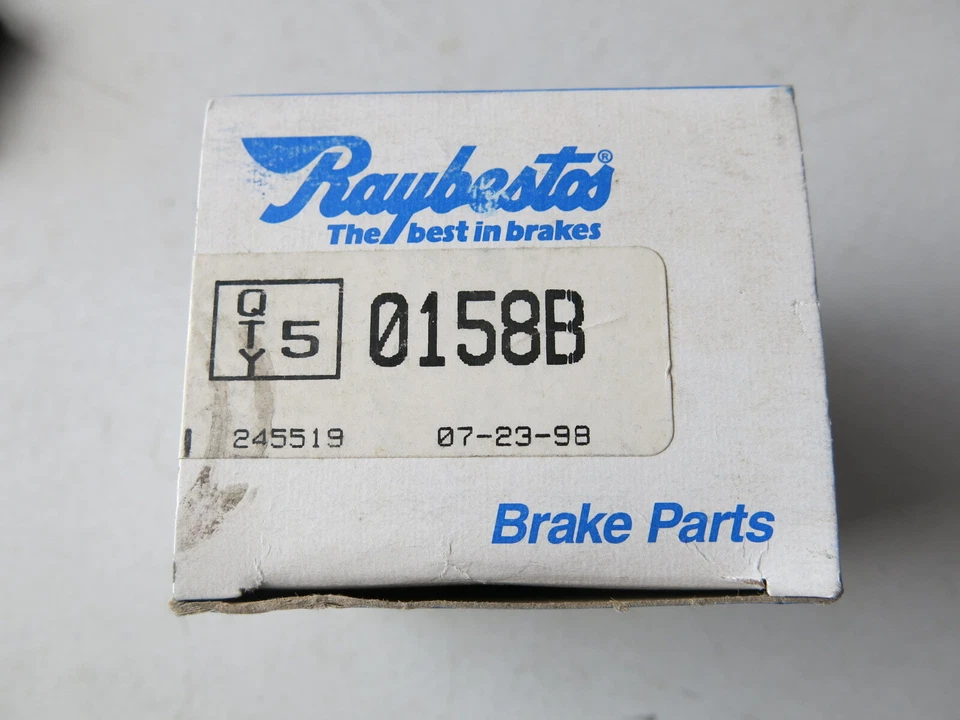 Raybestos®
The best in brakes
QTY 5 0158B
245519 07-23-98
Brake Parts